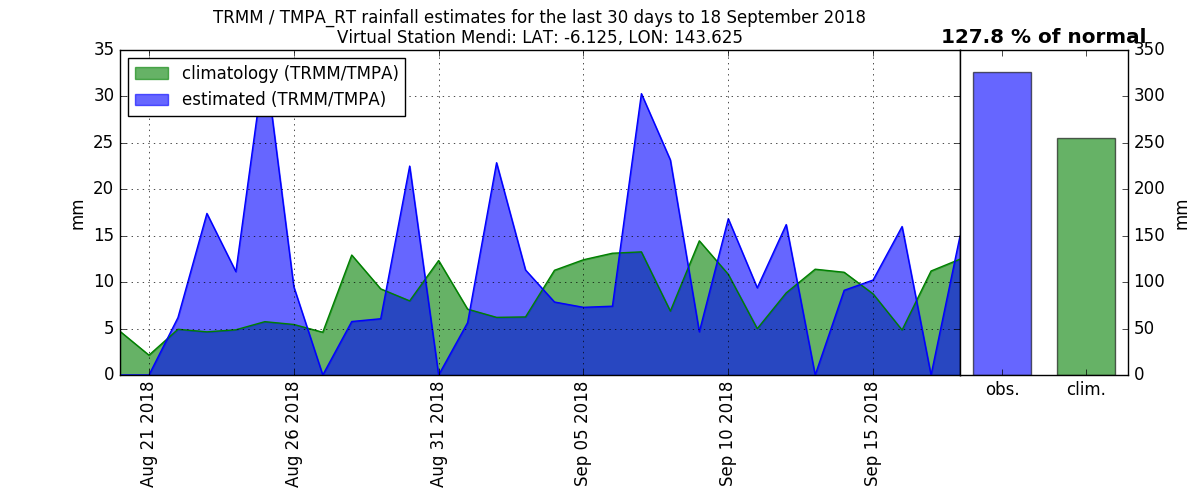 TRMM / TMPA_RT rainfall estimates for the last 30 days to 18 September 2018
Virtual Station Mendi: LAT: -6.125, LON: 143.625
127.8 % of normal
climatology (TRMM/TMPA)
estimated (TRMM/TMPA)
35
30
25
20
15
10
5
0
mm
Aug 21 2018
Aug 26 2018
Aug 31 2018
Sep 05 2018
Sep 10 2018
Sep 15 2018
350
300
250
200
150
100
50
0
mm
obs.
clim.